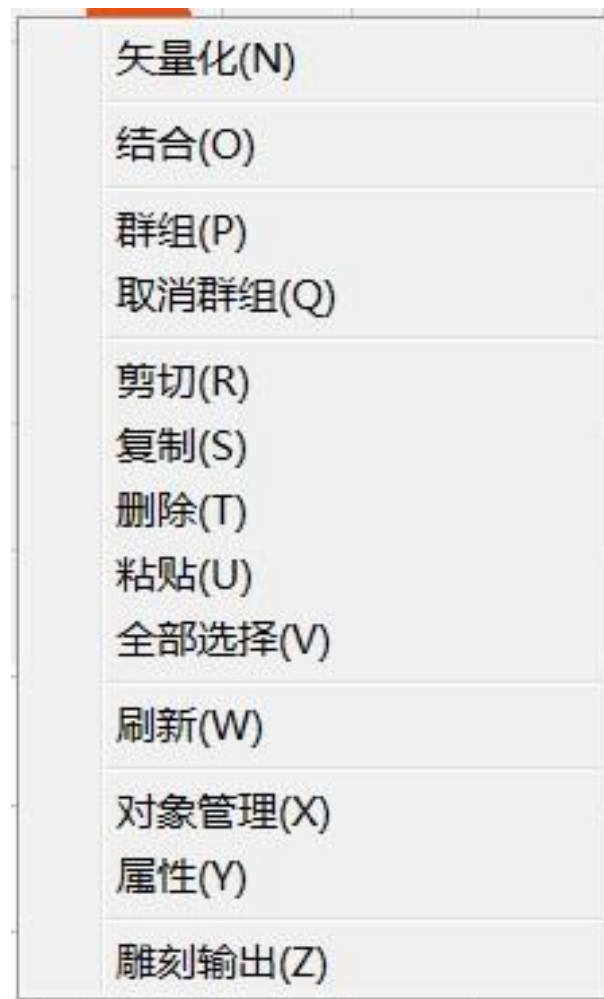 矢量化(N)
结合(O)
群组(P)
取消群组(Q)
剪切(R)
复制(S)
删除(T)
粘贴(U)
全部选择(V)
刷新(W)
对象管理(X)
属性(Y)
雕刻输出(Z)